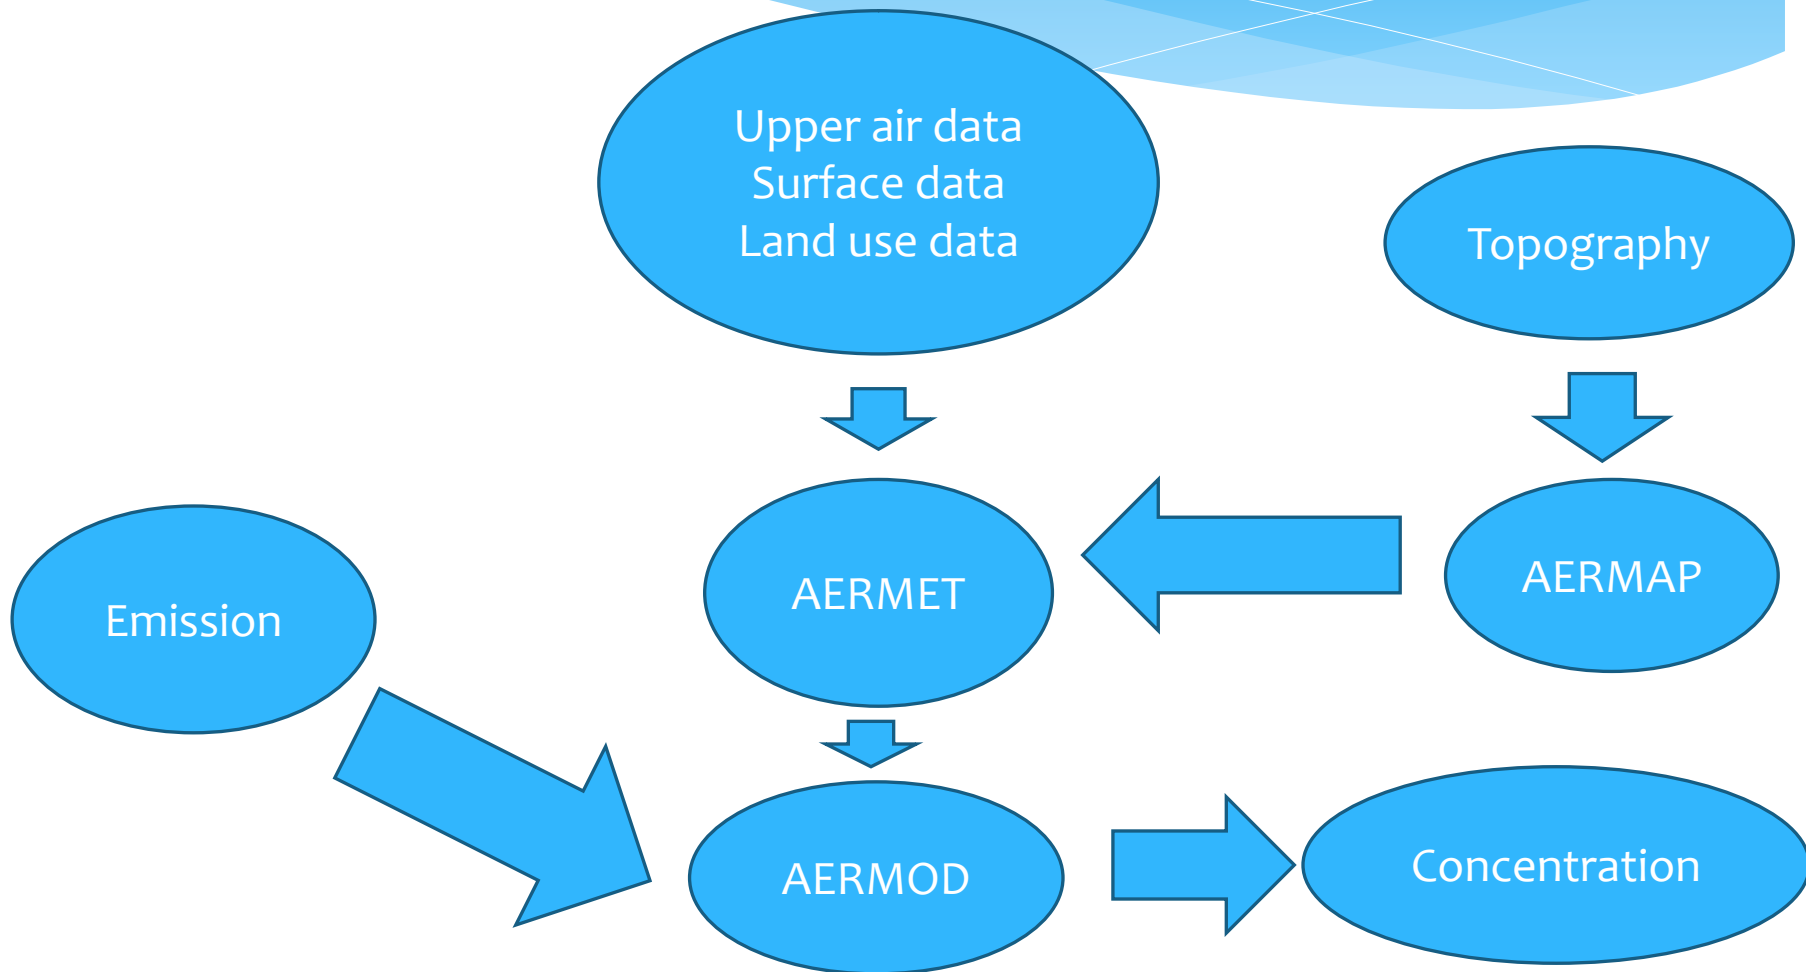 Upper air data
Surface data
Land use data
Topography
Emission
AERMET
AERMAP
AERMOD
Concentration